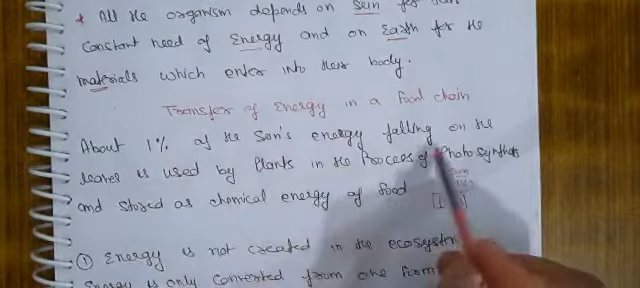 * All the organism depends on Sun for their
Constant need of Energy and on Earth for the
materials which enter into their body.
Transfer of Energy in a food chain
About 1% of the Son's energy falling on the
leaves is used by Plants in the Process of Photosynthesis
and stored as chemical energy of food
① Energy is not created in the ecosystem
Energy is only converted from one form